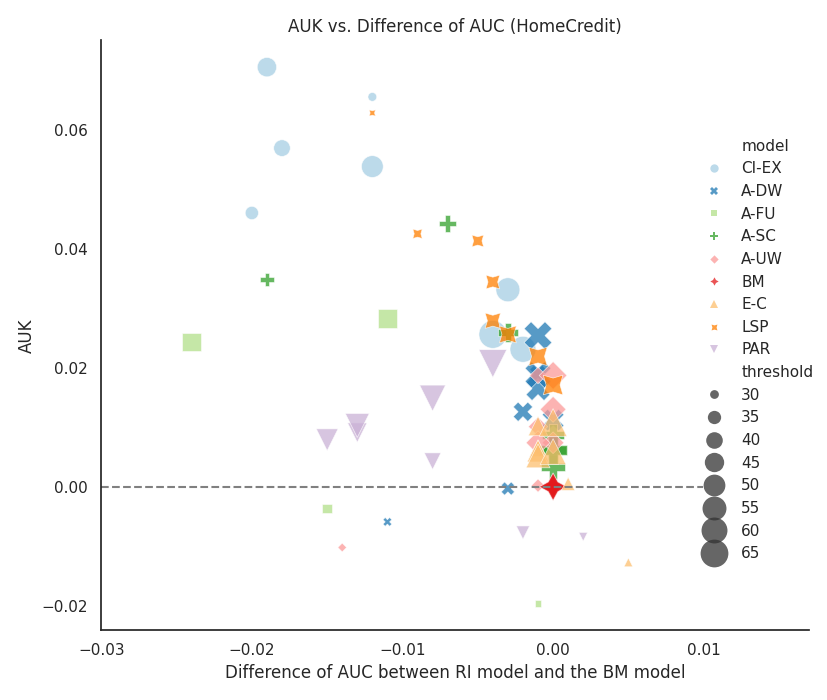 AUK vs. Difference of AUC (HomeCredit)
0.06
0.04
0.02
0.00
−0.02
AUK
−0.03
−0.02
−0.01
0.00
0.01
Difference of AUC between RI model and the BM model
model
CI-EX
A-DW
A-FU
A-SC
A-UW
BM
E-C
LSP
PAR
threshold
30
35
40
45
50
55
60
65